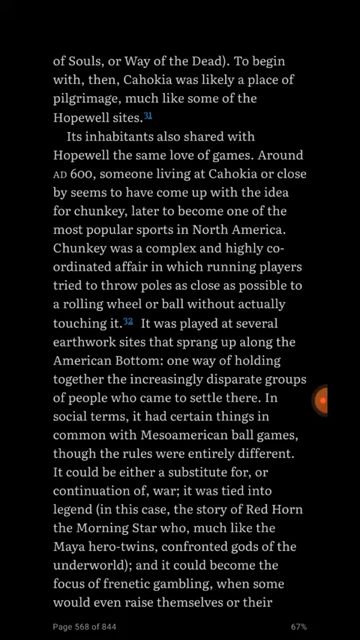 of Souls, or Way of the Dead). To begin
with, then, Cahokia was likely a place of
pilgrimage, much like some of the
Hopewell sites.31
Its inhabitants also shared with
Hopewell the same love of games. Around
AD 600, someone living at Cahokia or close
by seems to have come up with the idea
for chunkey, later to become one of the
most popular sports in North America.
Chunkey was a complex and highly co-
ordinated affair in which running players
tried to throw poles as close as possible to
a rolling wheel or ball without actually
touching it.32 It was played at several
earthwork sites that sprang up along the
American Bottom: one way of holding
together the increasingly disparate groups
of people who came to settle there. In
social terms, it had certain things in
common with Mesoamerican ball games,
though the rules were entirely different.
It could be either a substitute for, or
continuation of, war; it was tied into
legend (in this case, the story of Red Horn
the Morning Star who, much like the
Maya hero-twins, confronted gods of the
underworld); and it could become the
focus of frenetic gambling, when some
would even raise themselves or their
Page 568 of 844 67%